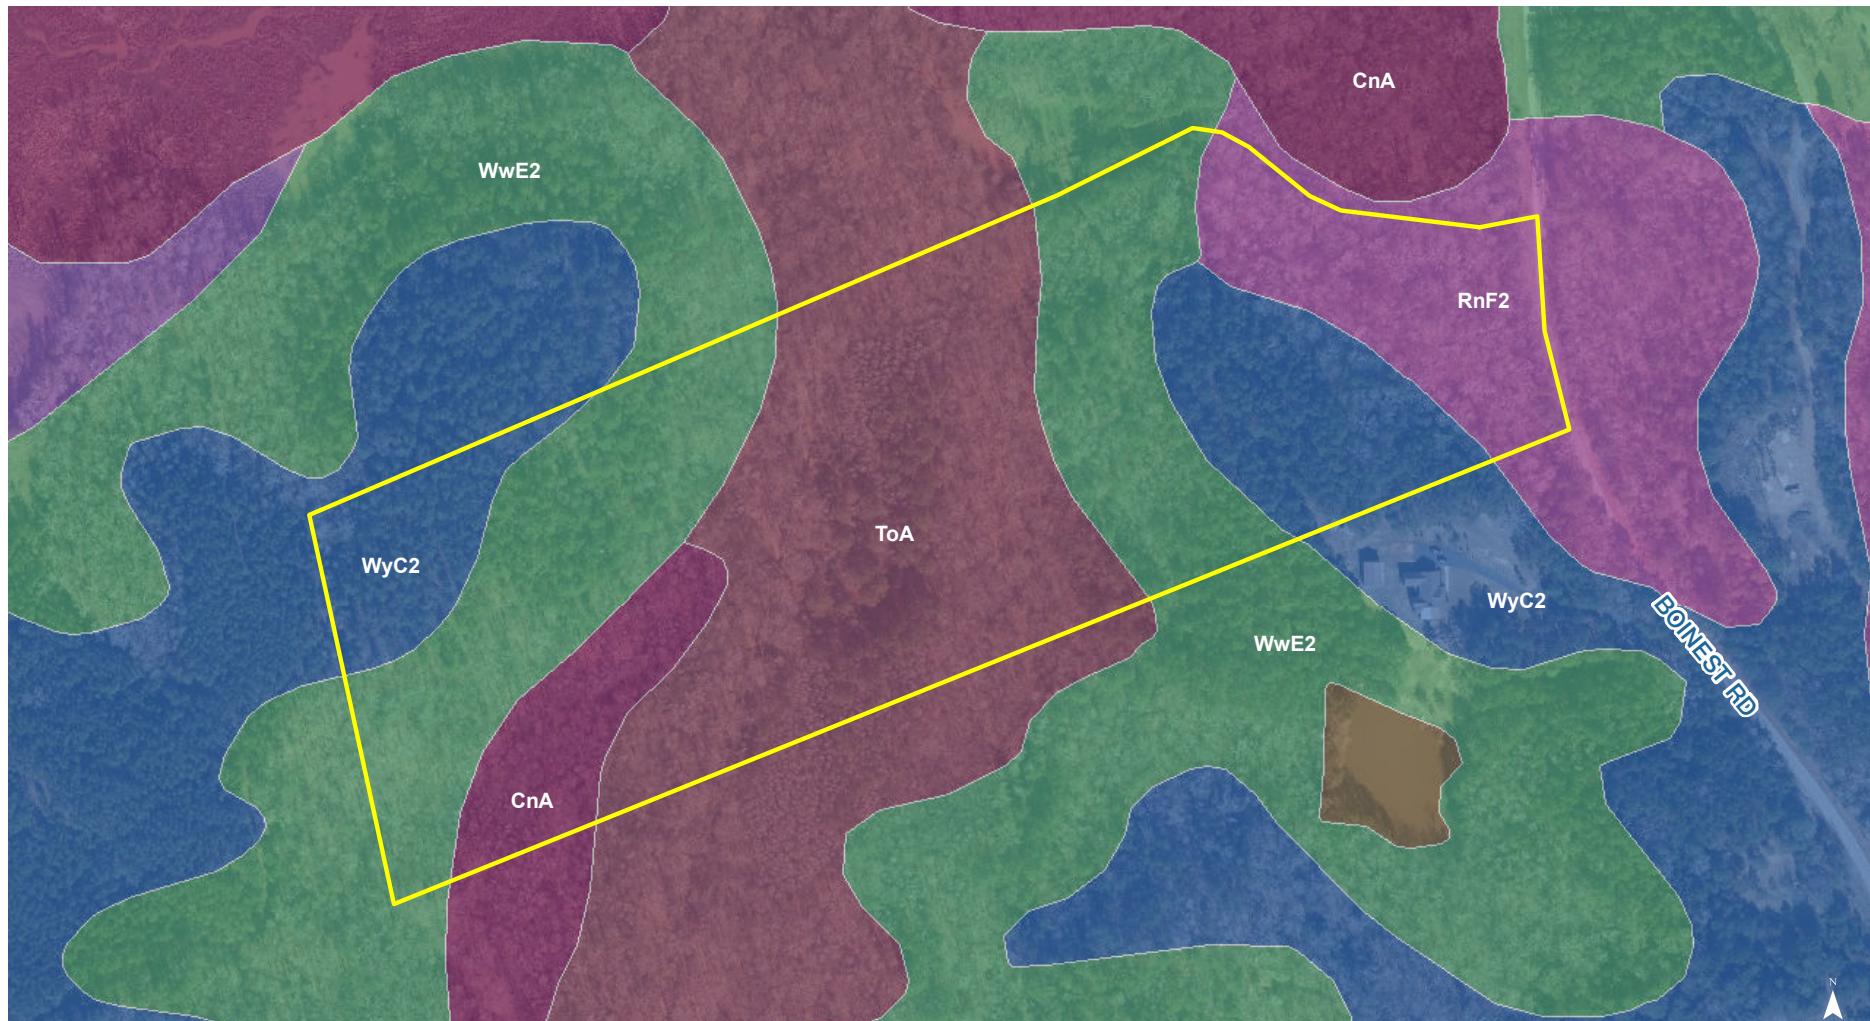 CnA
WwE2
RnF2
ToA
WyC2
WyC2
BOINEST RD
WwE2
CnA
N